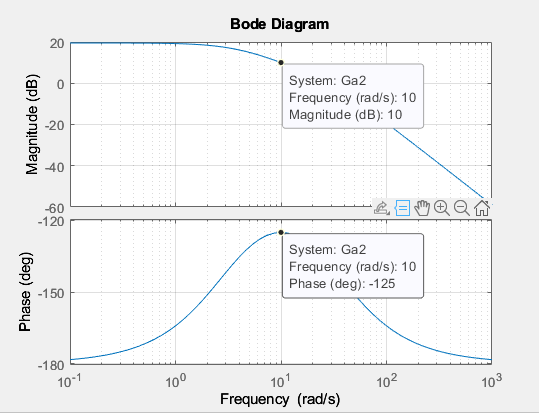 Bode Diagram
Magnitude (dB)
20
0
-20
-40
-60
System: Ga2
Frequency (rad/s): 10
Magnitude (dB): 10
Phase (deg)
-120
-150
-180
System: Ga2
Frequency (rad/s): 10
Phase (deg): -125
10^-1
10^0
10^1
10^2
10^3
Frequency (rad/s)